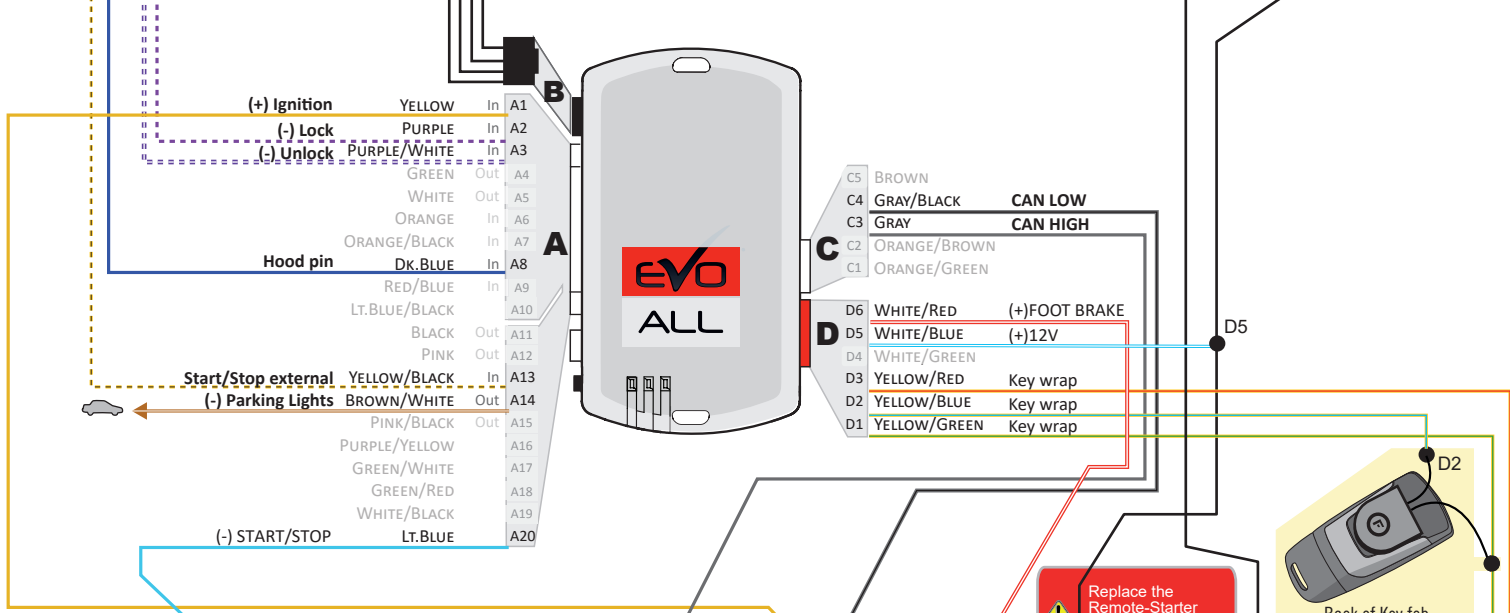 B
(+) Ignition YELLOW In A1
(-) Lock PURPLE In A2
(-) Unlock PURPLE/WHITE In A3
GREEN Out A4
WHITE Out A5
ORANGE In A6
ORANGE/BLACK In A7
Hood pin DK.BLUE In A8
RED/BLUE In A9
LT.BLUE/BLACK A10
BLACK Out A11
PINK Out A12
Start/Stop external YELLOW/BLACK In A13
(-) Parking Lights BROWN/WHITE Out A14
PINK/BLACK Out A15
PURPLE/YELLOW A16
GREEN/WHITE A17
GREEN/RED A18
WHITE/BLACK A19
(-) START/STOP LT.BLUE A20
A
EVO
ALL
C
C5 BROWN
C4 GRAY/BLACK CAN LOW
C3 GRAY CAN HIGH
C2 ORANGE/BROWN
C1 ORANGE/GREEN
D
D6 WHITE/RED (+)FOOT BRAKE
D5 WHITE/BLUE (+)12V
D4 WHITE/GREEN
D3 YELLOW/RED Key wrap
D2 YELLOW/BLUE Key wrap
D1 YELLOW/GREEN Key wrap
D5
D2
Replace the
Remote-Starter
Back of Key fob